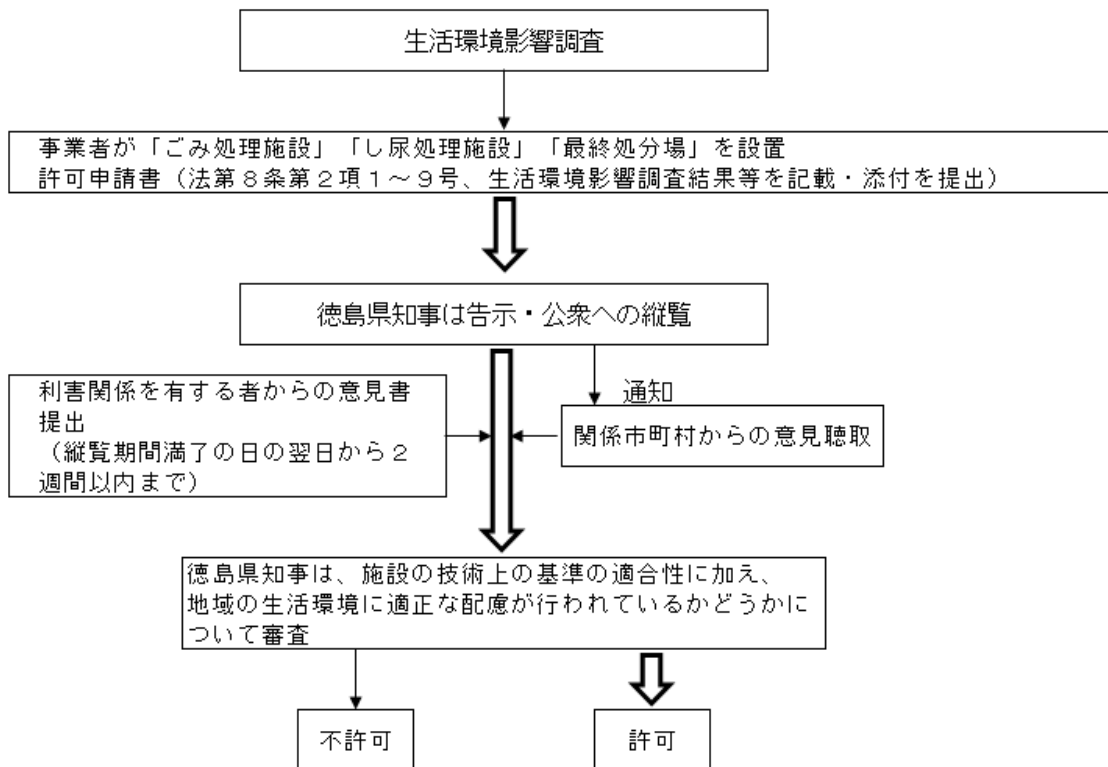 生活環境影響調査
事業者が「ごみ処理施設」「し尿処理施設」「最終処分場」を設置
許可申請書（法第８条第２項１～９号、生活環境影響調査結果等を記載・添付を提出）
徳島県知事は告示・公衆への縦覧
通知
利害関係を有する者からの意見書
提出
（縦覧期間満了の日の翌日から２
週間以内まで）
関係市町村からの意見聴取
徳島県知事は、施設の技術上の基準の適合性に加え、
地域の生活環境に適正な配慮が行われているかどうかに
ついて審査
不許可
許可